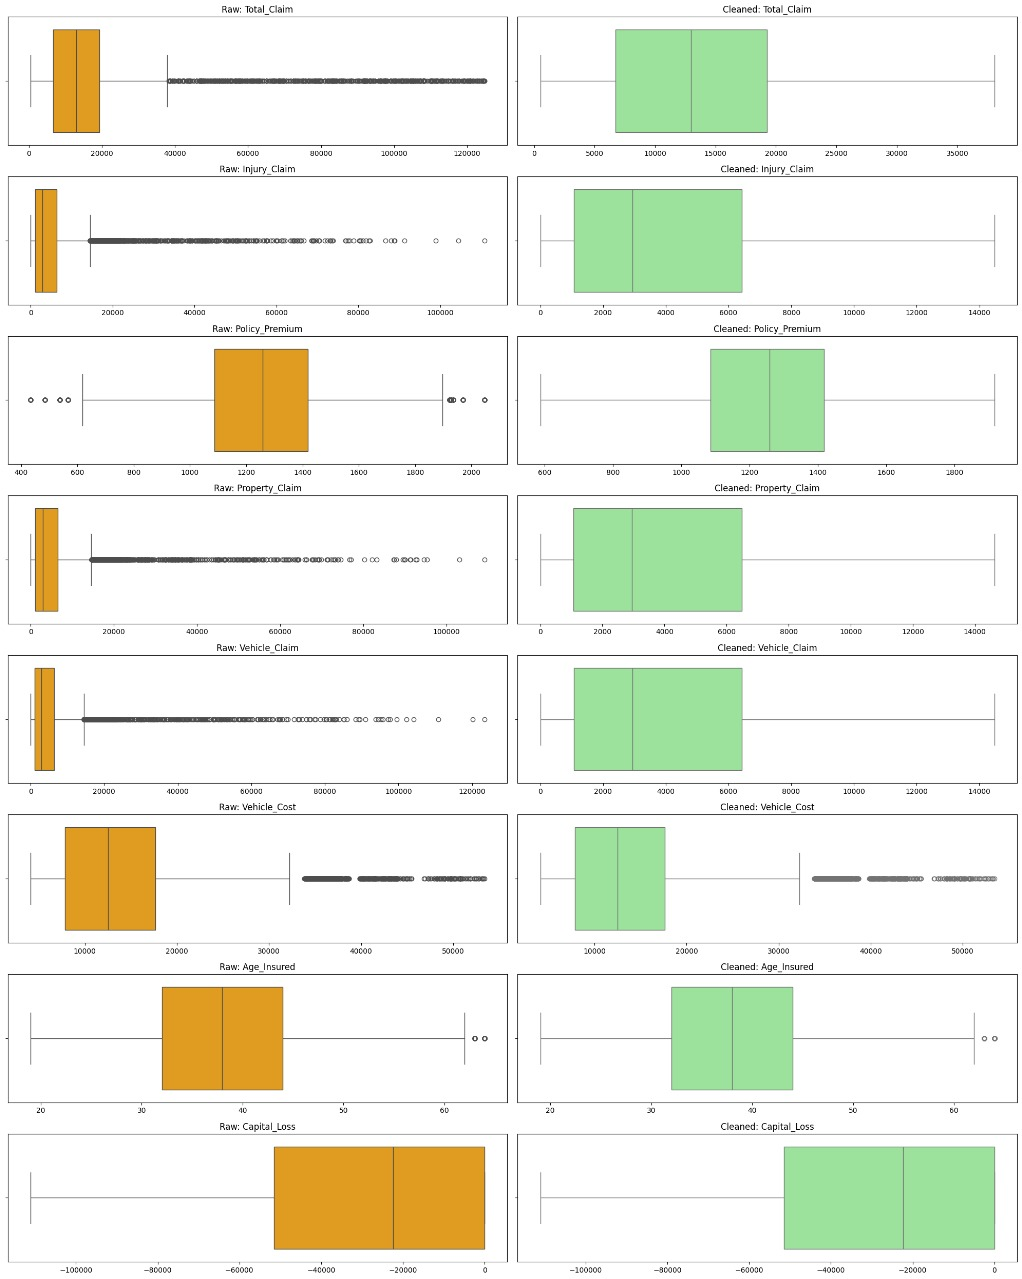 Raw: Total_Claim
Cleaned: Total_Claim
0 20000 40000 60000 80000 100000 120000
0 5000 10000 15000 20000 25000 30000 35000
Raw: Injury_Claim
Cleaned: Injury_Claim
0 20000 40000 60000 80000 100000
0 2000 4000 6000 8000 10000 12000 14000
Raw: Policy_Premium
Cleaned: Policy_Premium
400 600 800 1000 1200 1400 1600 1800 2000
600 800 1000 1200 1400 1600 1800
Raw: Property_Claim
Cleaned: Property_Claim
0 20000 40000 60000 80000 100000
0 2000 4000 6000 8000 10000 12000 14000
Raw: Vehicle_Claim
Cleaned: Vehicle_Claim
0 20000 40000 60000 80000 100000 120000
0 2000 4000 6000 8000 10000 12000 14000
Raw: Vehicle_Cost
Cleaned: Vehicle_Cost
10000 20000 30000 40000 50000
10000 20000 30000 40000 50000
Raw: Age_Insured
Cleaned: Age_Insured
20 30 40 50 60
20 30 40 50 60
Raw: Capital_Loss
Cleaned: Capital_Loss
−100000 −80000 −60000 −40000 −20000 0
−100000 −80000 −60000 −40000 −20000 0